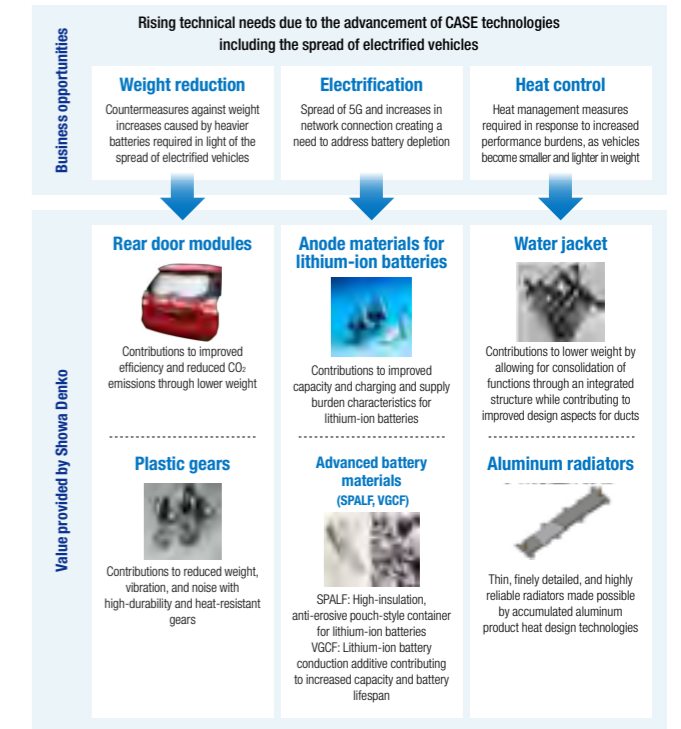 Rising technical needs due to the advancement of CASE technologies
including the spread of electrified vehicles
Business opportunities
Weight reduction
Countermeasures against weight
increases caused by heavier
batteries required in light of the
spread of electrified vehicles
Electrification
Spread of 5G and increases in
network connection creating a
need to address battery depletion
Heat control
Heat management measures
required in response to increased
performance burdens, as vehicles
become smaller and lighter in weight
Value provided by Showa Denko
Rear door modules
Contributions to improved
efficiency and reduced CO₂
emissions through lower weight
Plastic gears
Contributions to reduced weight,
vibration, and noise with
high-durability and heat-resistant
gears
Anode materials for
lithium-ion batteries
Contributions to improved
capacity and charging and supply
burden characteristics for
lithium-ion batteries
Advanced battery
materials
(SPALF, VGCF)
SPALF: High-insulation,
anti-erosive pouch-style container
for lithium-ion batteries
VGCF: Lithium-ion battery
conduction additive contributing
to increased capacity and battery
lifespan
Water jacket
Contributions to lower weight by
allowing for consolidation of
functions through an integrated
structure while contributing to
improved design aspects for ducts
Aluminum radiators
Thin, finely detailed, and highly
reliable radiators made possible
by accumulated aluminum
product heat design technologies